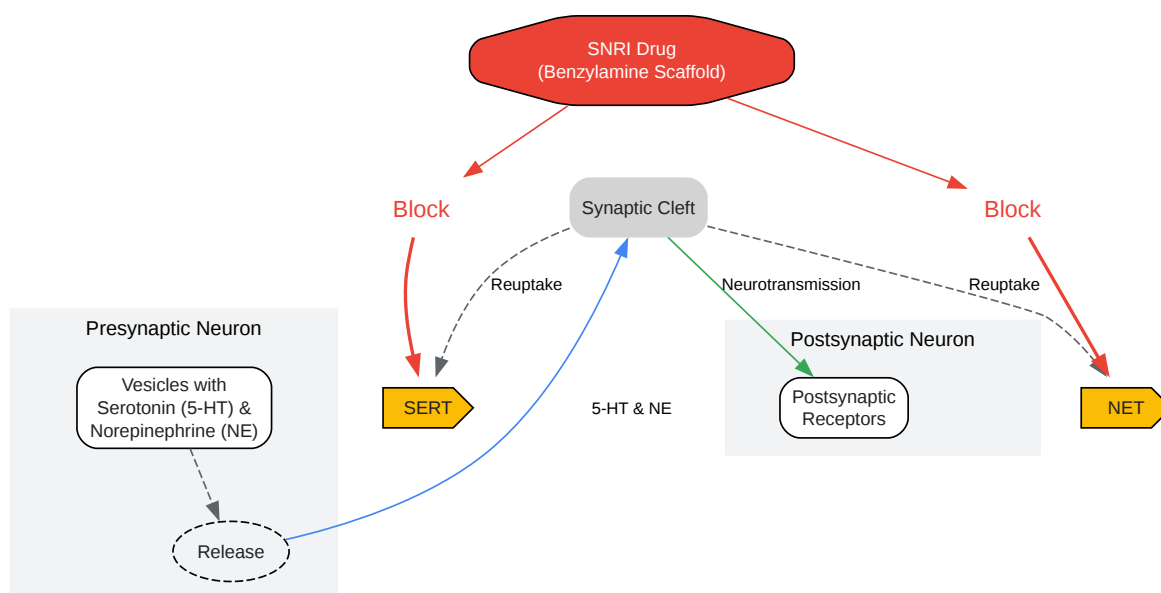 SNRI Drug
(Benzylamine Scaffold)
Block
Synaptic Cleft
Block
Reuptake
Neurotransmission
Reuptake
Presynaptic Neuron
Postsynaptic Neuron
Vesicles with
Serotonin (5-HT) &
Norepinephrine (NE)
SERT
5-HT & NE
Postsynaptic
Receptors
NET
Release